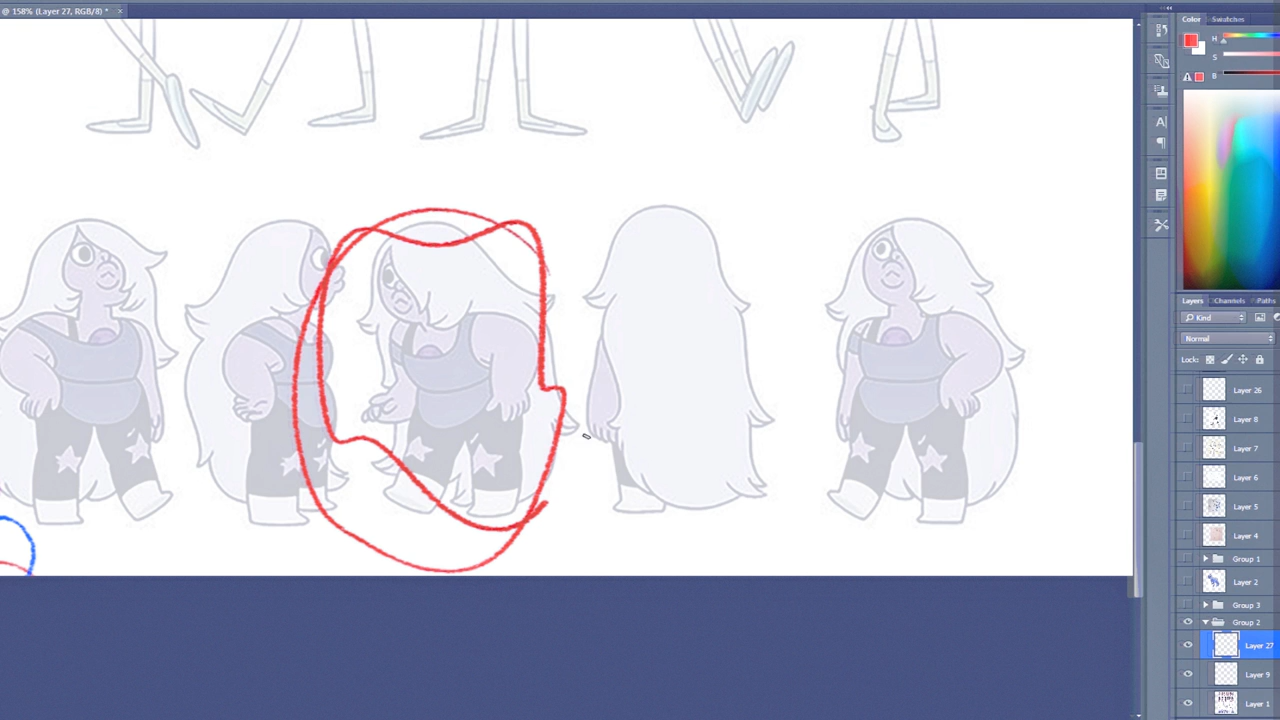 @ 158% (Layer 27, RGB/8) * ×
Color Swatches
H
S
B
A|
Layers Channels Paths
Kind
Normal
Lock:
Layer 26
Layer 8
Layer 7
Layer 6
Layer 5
Layer 4
Group 1
Layer 2
Group 3
Group 2
Layer 27
Layer 9
Layer 1